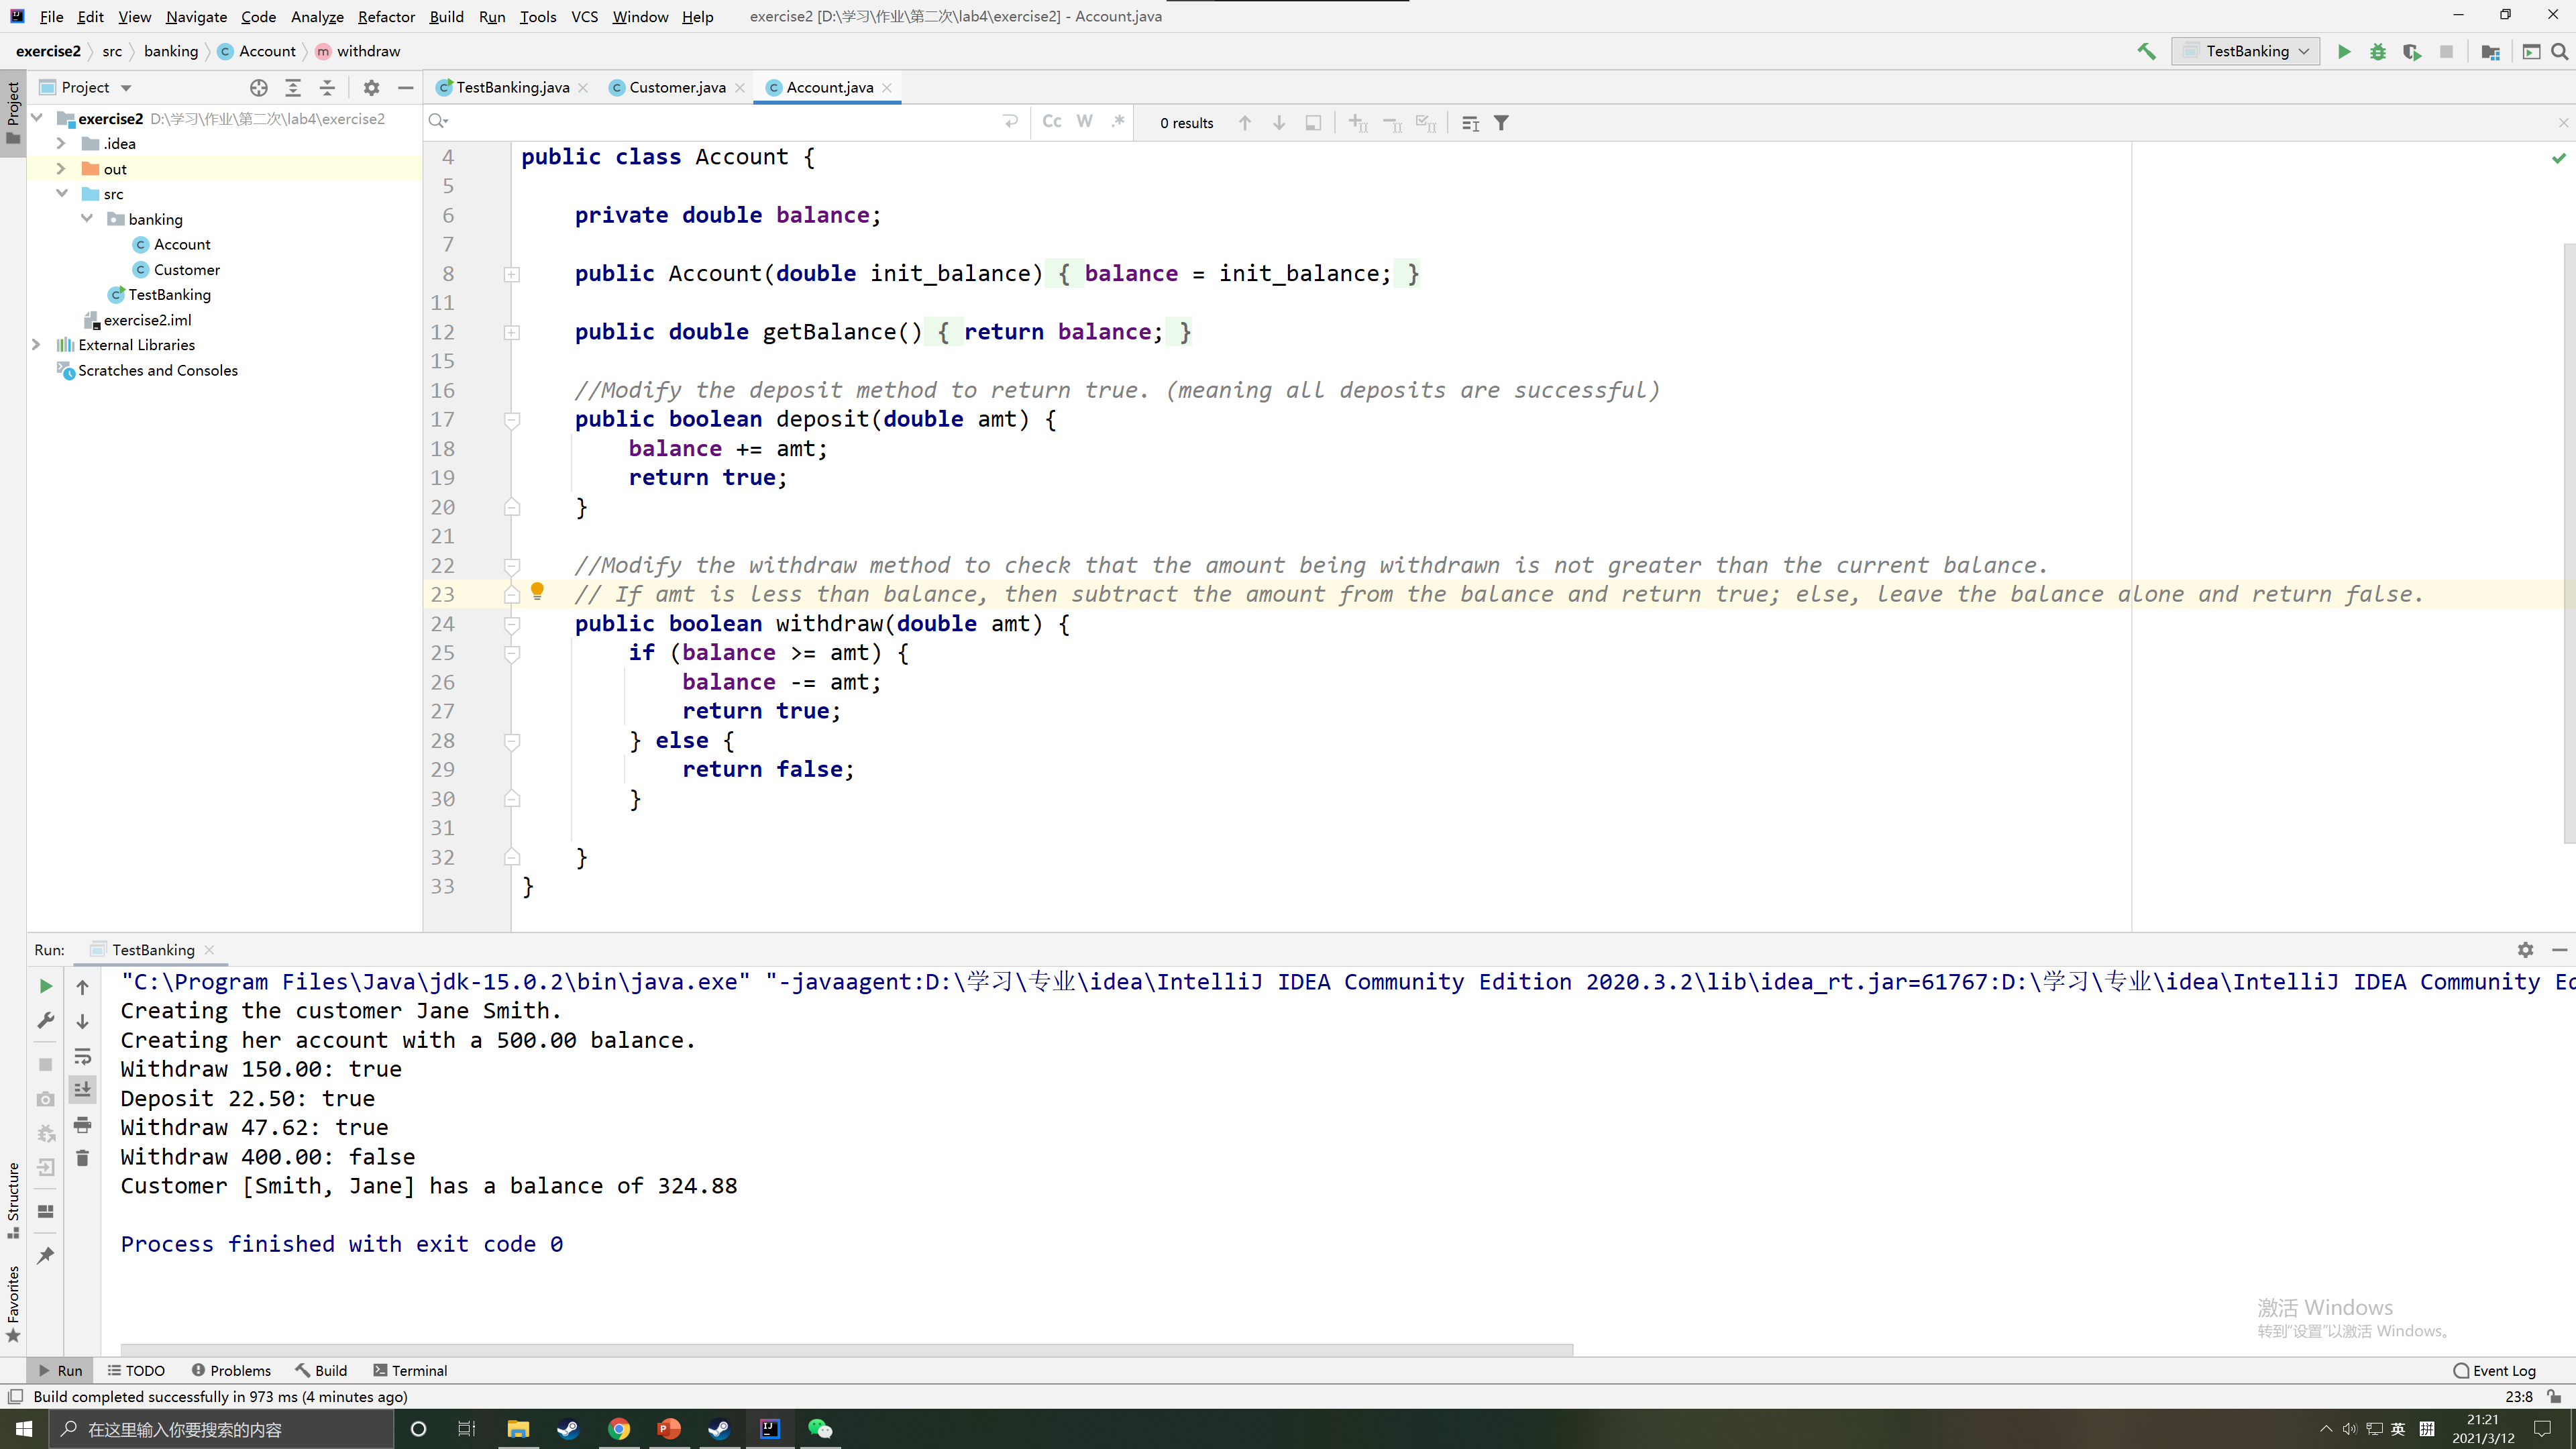 File Edit View Navigate Code Analyze Refactor Build Run Tools VCS Window Help exercise2 [D:\学习\作业\第二次\lab4\exercise2] - Account.java
exercise2 src banking Account withdraw TestBanking
Project
Project
TestBanking.java Customer.java Account.java
exercise2 D:\学习\作业\第二次\lab4\exercise2
.idea
out
src
banking
Account
Customer
TestBanking
exercise2.iml
External Libraries
Scratches and Consoles
Cc W .* 0 results
4 public class Account {
5
6 private double balance;
7
8 public Account(double init_balance) { balance = init_balance; }
11
12 public double getBalance() { return balance; }
15
16 //Modify the deposit method to return true. (meaning all deposits are successful)
17 public boolean deposit(double amt) {
18 balance += amt;
19 return true;
20 }
21
22 //Modify the withdraw method to check that the amount being withdrawn is not greater than the current balance.
23 // If amt is less than balance, then subtract the amount from the balance and return true; else, leave the balance alone and return false.
24 public boolean withdraw(double amt) {
25 if (balance >= amt) {
26 balance -= amt;
27 return true;
28 } else {
29 return false;
30 }
31
32 }
33 }
Run: TestBanking
"C:\Program Files\Java\jdk-15.0.2\bin\java.exe" "-javaagent:D:\学习\专业\idea\IntelliJ IDEA Community Edition 2020.3.2\lib\idea_rt.jar=61767:D:\学习\专业\idea\IntelliJ IDEA Community Ed
Creating the customer Jane Smith.
Creating her account with a 500.00 balance.
Withdraw 150.00: true
Deposit 22.50: true
Withdraw 47.62: true
Withdraw 400.00: false
Customer [Smith, Jane] has a balance of 324.88
Process finished with exit code 0
Structure
Favorites
激活 Windows
转到"设置"以激活 Windows。
Run TODO Problems Build Terminal Event Log
Build completed successfully in 973 ms (4 minutes ago) 23:8
在这里输入你要搜索的内容
英 拼 21:21
2021/3/12